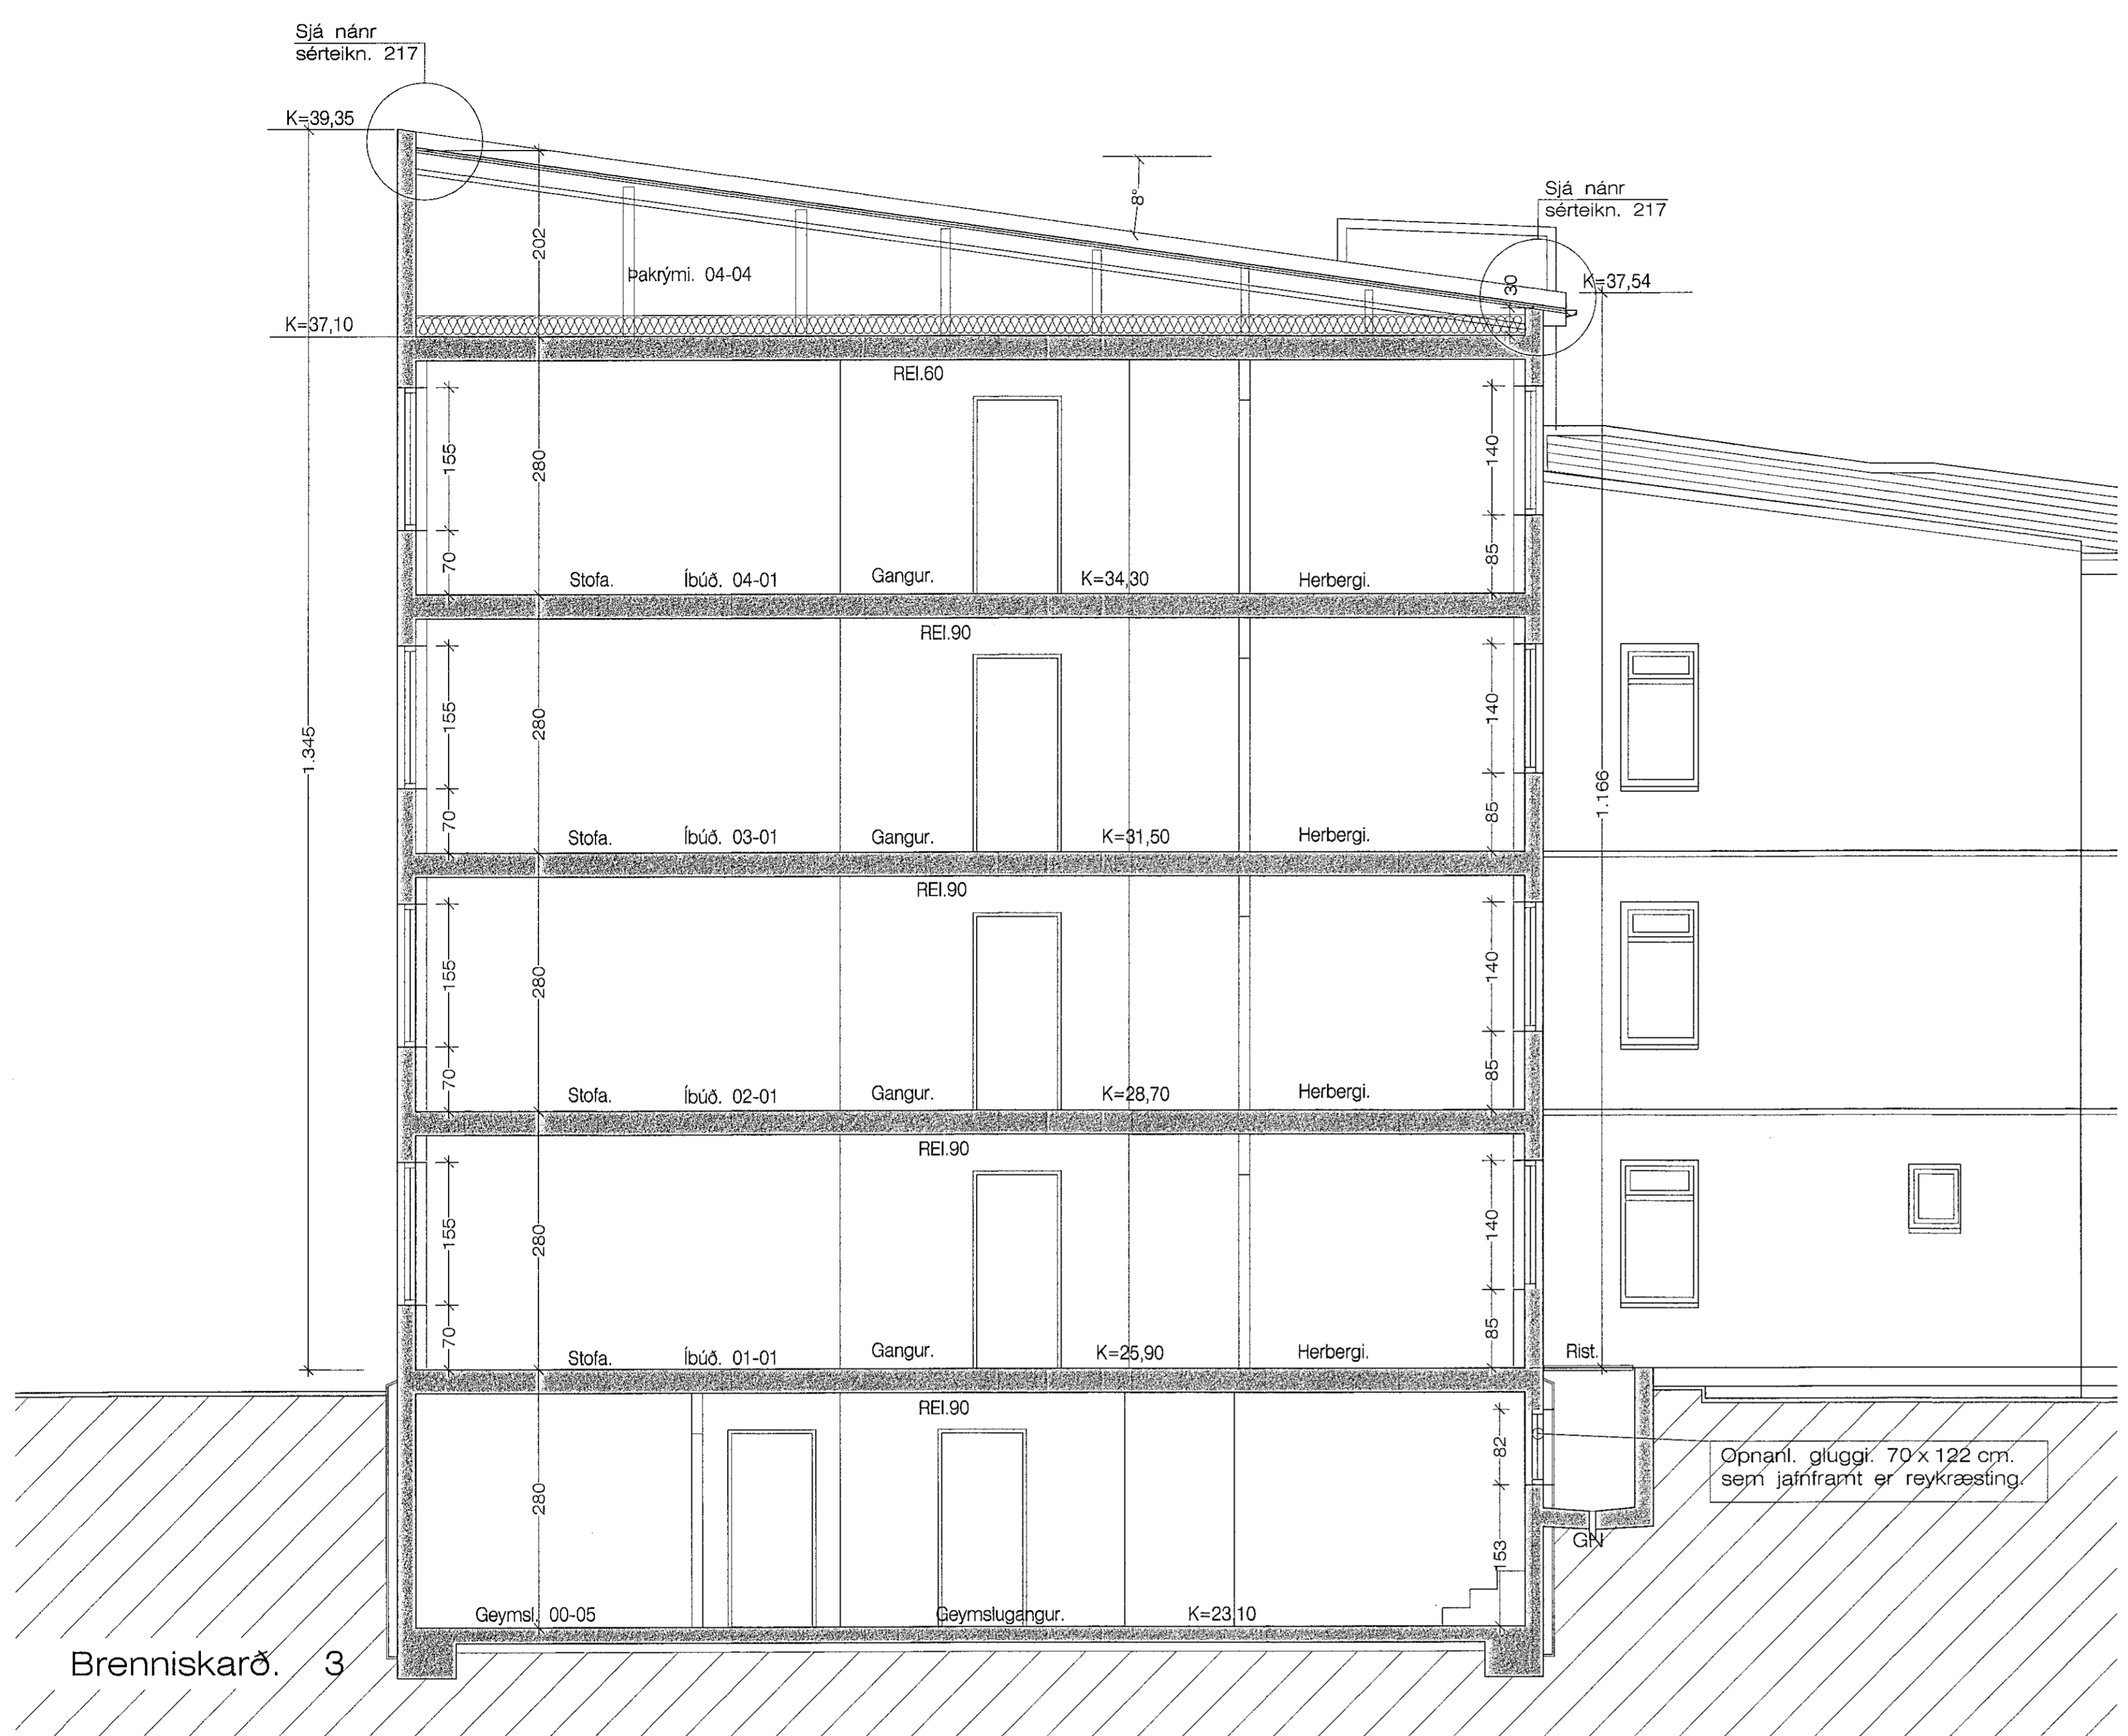 Sjá nánr
sérteikn. 217
K=39,35
8°
Sjá nánr
sérteikn. 217
202
Þakrými. 04-04
30
K=37,54
K=37,10
REI.60
155
280
140
70
85
Stofa. Íbúð. 04-01 Gangur. K=34,30 Herbergi.
REI.90
155
280
140
1.345
1.166
70
85
Stofa. Íbúð. 03-01 Gangur. K=31,50 Herbergi.
REI.90
155
280
140
70
85
Stofa. Íbúð. 02-01 Gangur. K=28,70 Herbergi.
REI.90
155
280
140
70
85
Stofa. Íbúð. 01-01 Gangur. K=25,90 Herbergi. Rist.
REI.90
82
Opnanl. gluggi. 70 x 122 cm.
sem jafnframt er reykræsting.
280
153
GN
Geymsl. 00-05 Geymslugangur. K=23,10
Brenniskarð. 3